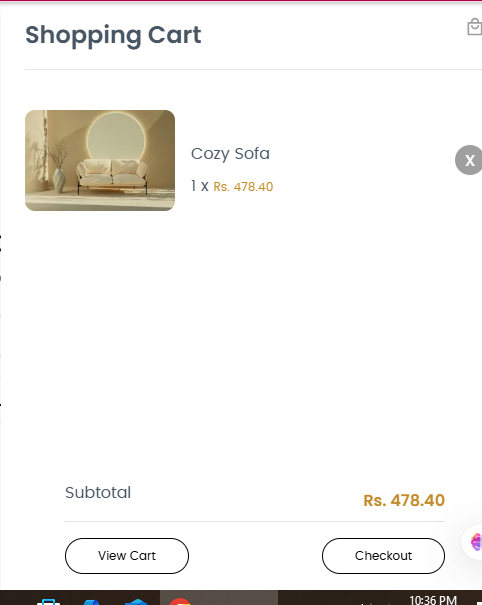 Shopping Cart
Cozy Sofa
X
1 x Rs. 478.40
Subtotal
Rs. 478.40
View Cart
Checkout
10:36 PM